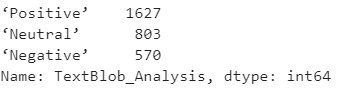 ‘Positive’ 1627
‘Neutral’ 803
‘Negative’ 570
Name: TextBlob_Analysis, dtype: int64